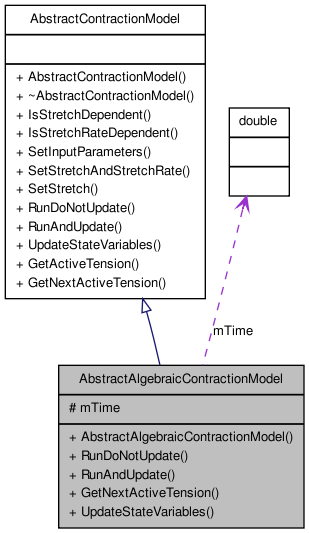 AbstractContractionModel
+ AbstractContractionModel()
+ ~AbstractContractionModel()
+ IsStretchDependent()
+ IsStretchRateDependent()
+ SetInputParameters()
+ SetStretchAndStretchRate()
+ SetStretch()
+ RunDoNotUpdate()
+ RunAndUpdate()
+ UpdateStateVariables()
+ GetActiveTension()
+ GetNextActiveTension()
double
mTime
AbstractAlgebraicContractionModel
# mTime
+ AbstractAlgebraicContractionModel()
+ RunDoNotUpdate()
+ RunAndUpdate()
+ GetNextActiveTension()
+ UpdateStateVariables()